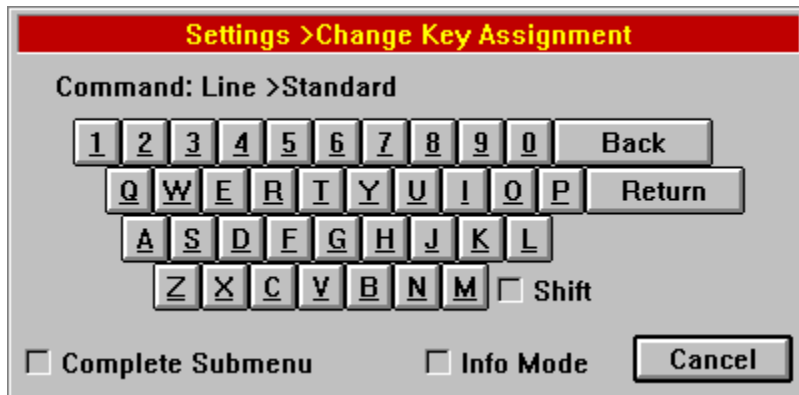 Settings >Change Key Assignment
Command: Line >Standard
1 2 3 4 5 6 7 8 9 0 Back
Q W E R T Y U I O P Return
A S D F G H J K L
Z X C V B N M Shift
Complete Submenu Info Mode Cancel